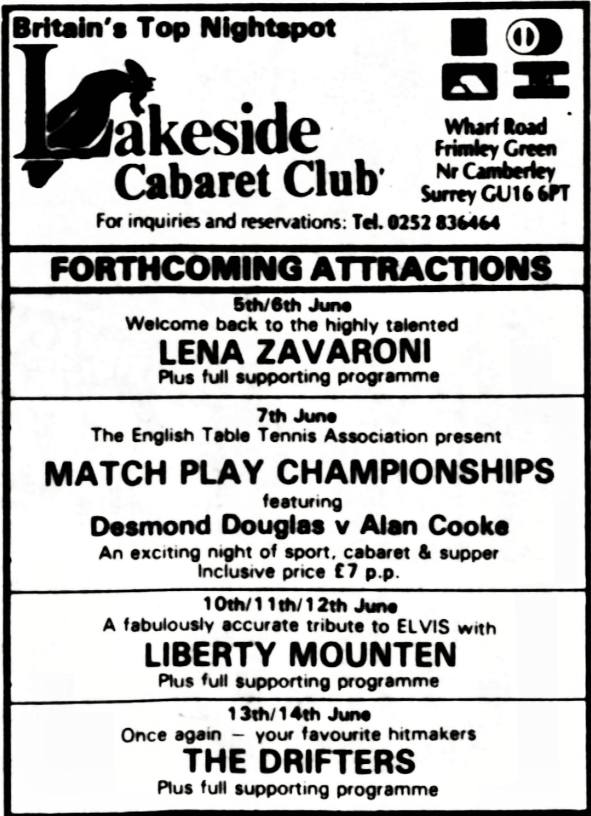 Britain's Top Nightspot
Lakeside
Cabaret Club
Wharf Road
Frimley Green
Nr Camberley
Surrey GU16 6PT
For inquiries and reservations: Tel. 0252 836464
FORTHCOMING ATTRACTIONS
5th/6th June
Welcome back to the highly talented
LENA ZAVARONI
Plus full supporting programme
7th June
The English Table Tennis Association present
MATCH PLAY CHAMPIONSHIPS
featuring
Desmond Douglas v Alan Cooke
An exciting night of sport, cabaret & supper
Inclusive price £7 p.p.
10th/11th/12th June
A fabulously accurate tribute to ELVIS with
LIBERTY MOUNTEN
Plus full supporting programme
13th/14th June
Once again – your favourite hitmakers
THE DRIFTERS
Plus full supporting programme